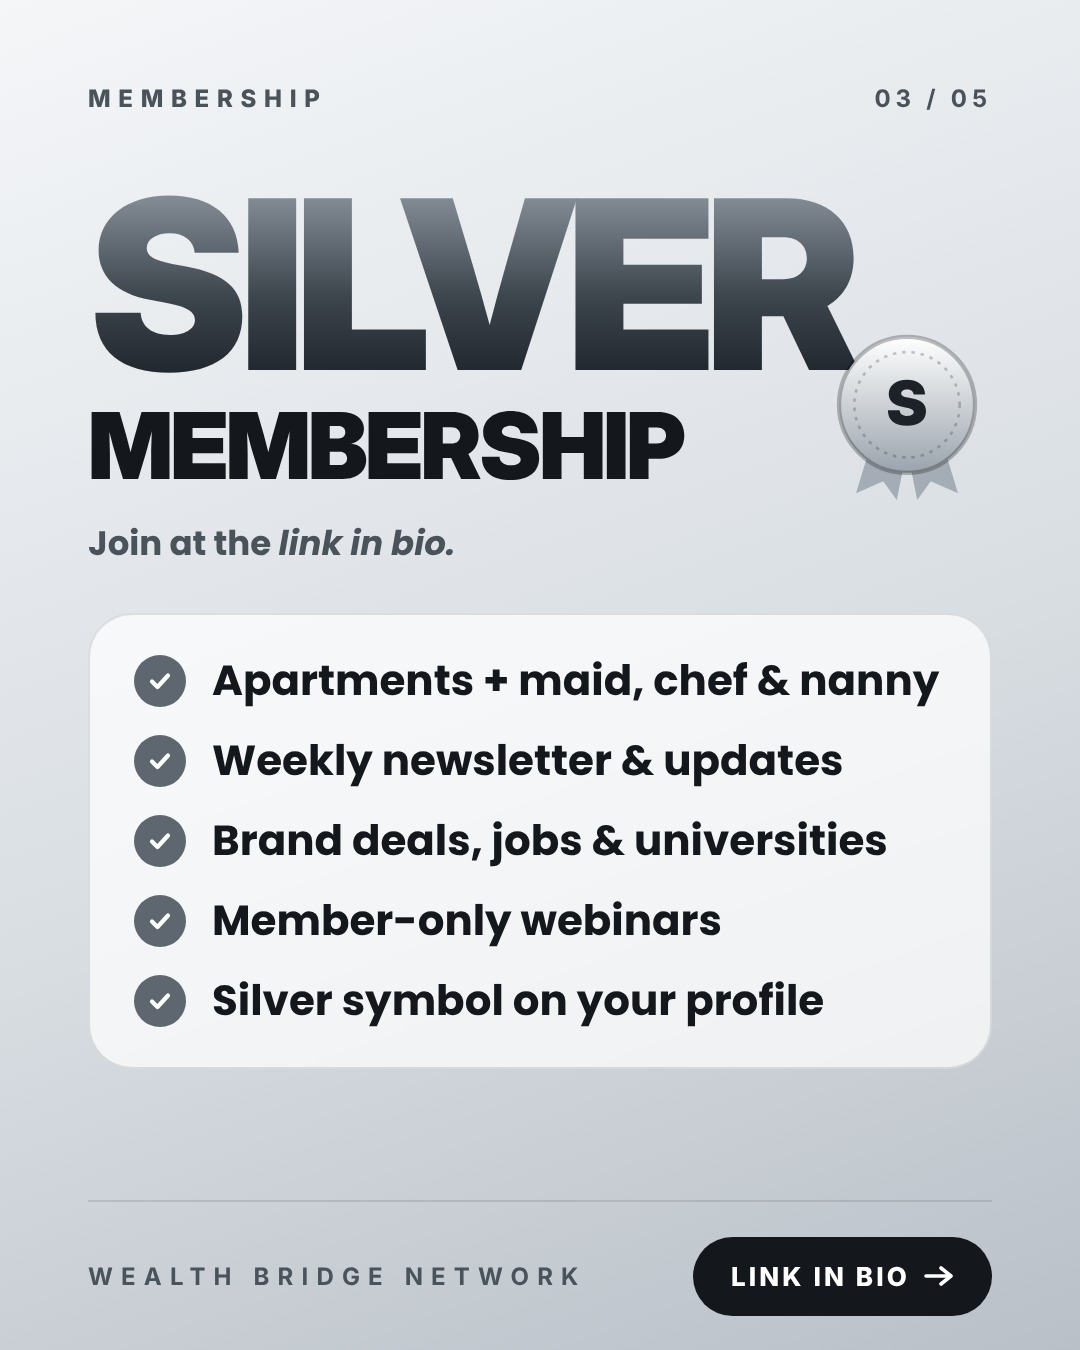 MEMBERSHIP
03 / 05
SILVER
MEMBERSHIP
S
Join at the link in bio.
Apartments + maid, chef & nanny
Weekly newsletter & updates
Brand deals, jobs & universities
Member-only webinars
Silver symbol on your profile
WEALTH BRIDGE NETWORK
LINK IN BIO →